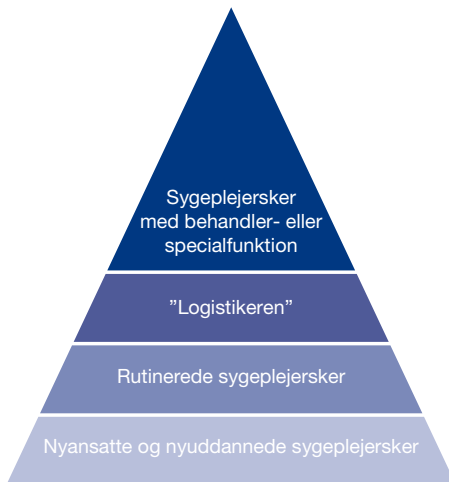 Sygeplejersker
med behandler- eller
specialfunktion
”Logistikeren”
Rutinerede sygeplejersker
Nyansatte og nyuddannede sygeplejersker